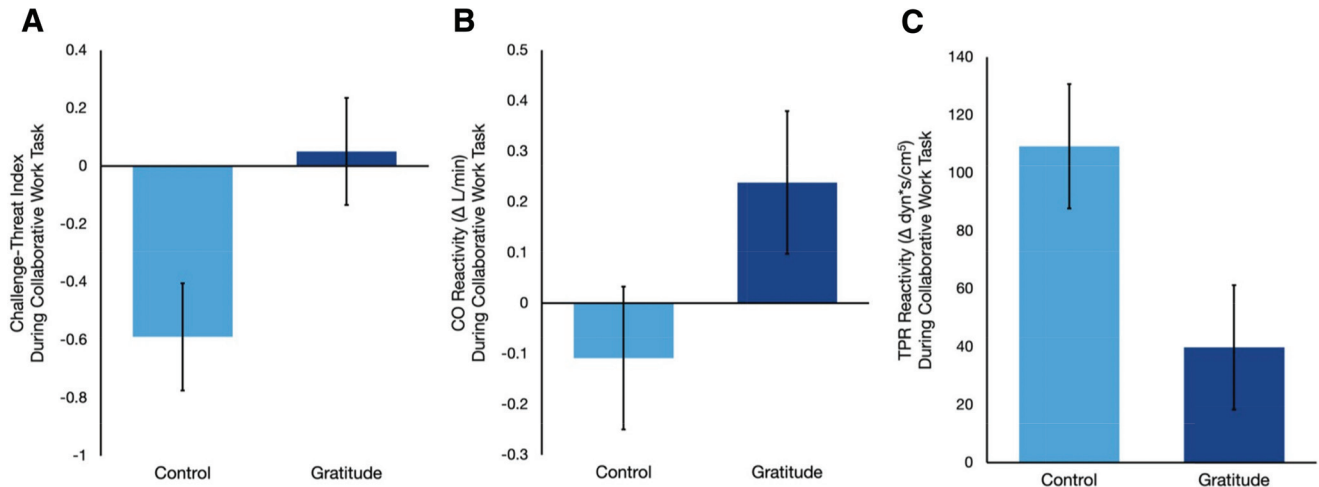 A
Challenge-Threat Index
During Collaborative Work Task
0.4
0.2
0
-0.2
-0.4
-0.6
-0.8
-1
Control
Gratitude
B
CO Reactivity (Δ L/min)
During Collaborative Work Task
0.5
0.4
0.3
0.2
0.1
0
-0.1
-0.2
-0.3
Control
Gratitude
C
TPR Reactivity (Δ dyn*s/cm⁵)
During Collaborative Work Task
140
120
100
80
60
40
20
0
Control
Gratitude